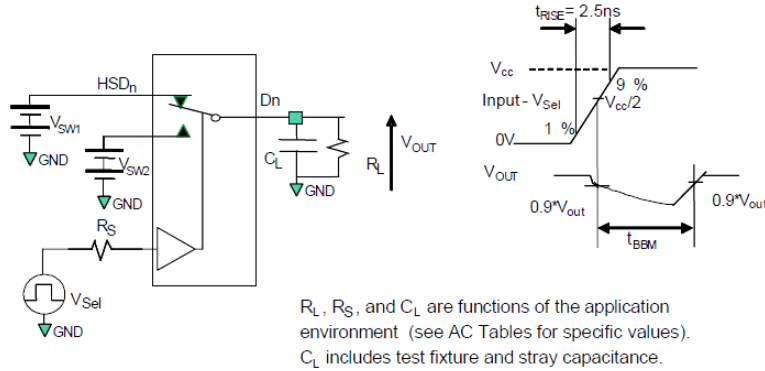 tRISE = 2.5ns
HSDn
Dn
VSW1
GND
VSW2
GND
RS
VSel
GND
CL
RL
GND
VOUT
Vcc
9 %
Input - VSel
Vcc/2
1 %
0V
VOUT
0.9*Vout
0.9*Vout
tBBM
RL, RS, and CL are functions of the application
environment (see AC Tables for specific values).
CL includes test fixture and stray capacitance.